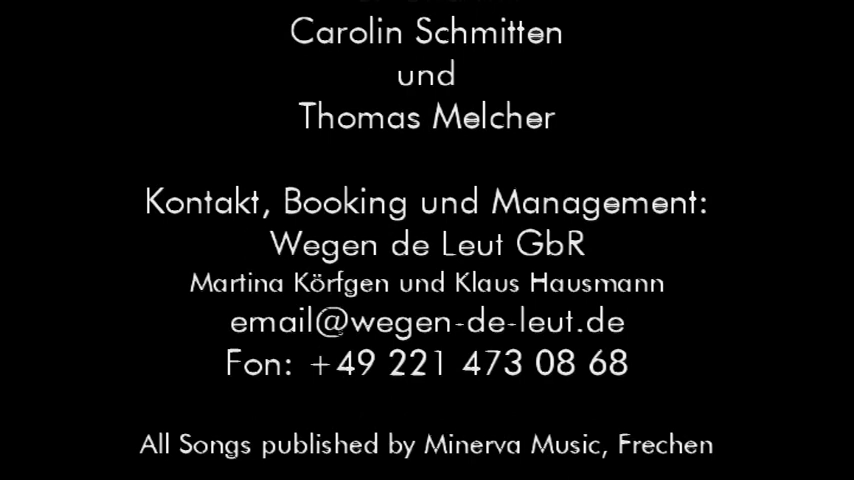 Carolin Schmitten
und
Thomas Melcher
Kontakt, Booking und Management:
Wegen de Leut GbR
Martina Körfgen und Klaus Hausmann
email@wegen-de-leut.de
Fon: +49 221 473 08 68
All Songs published by Minerva Music, Frechen